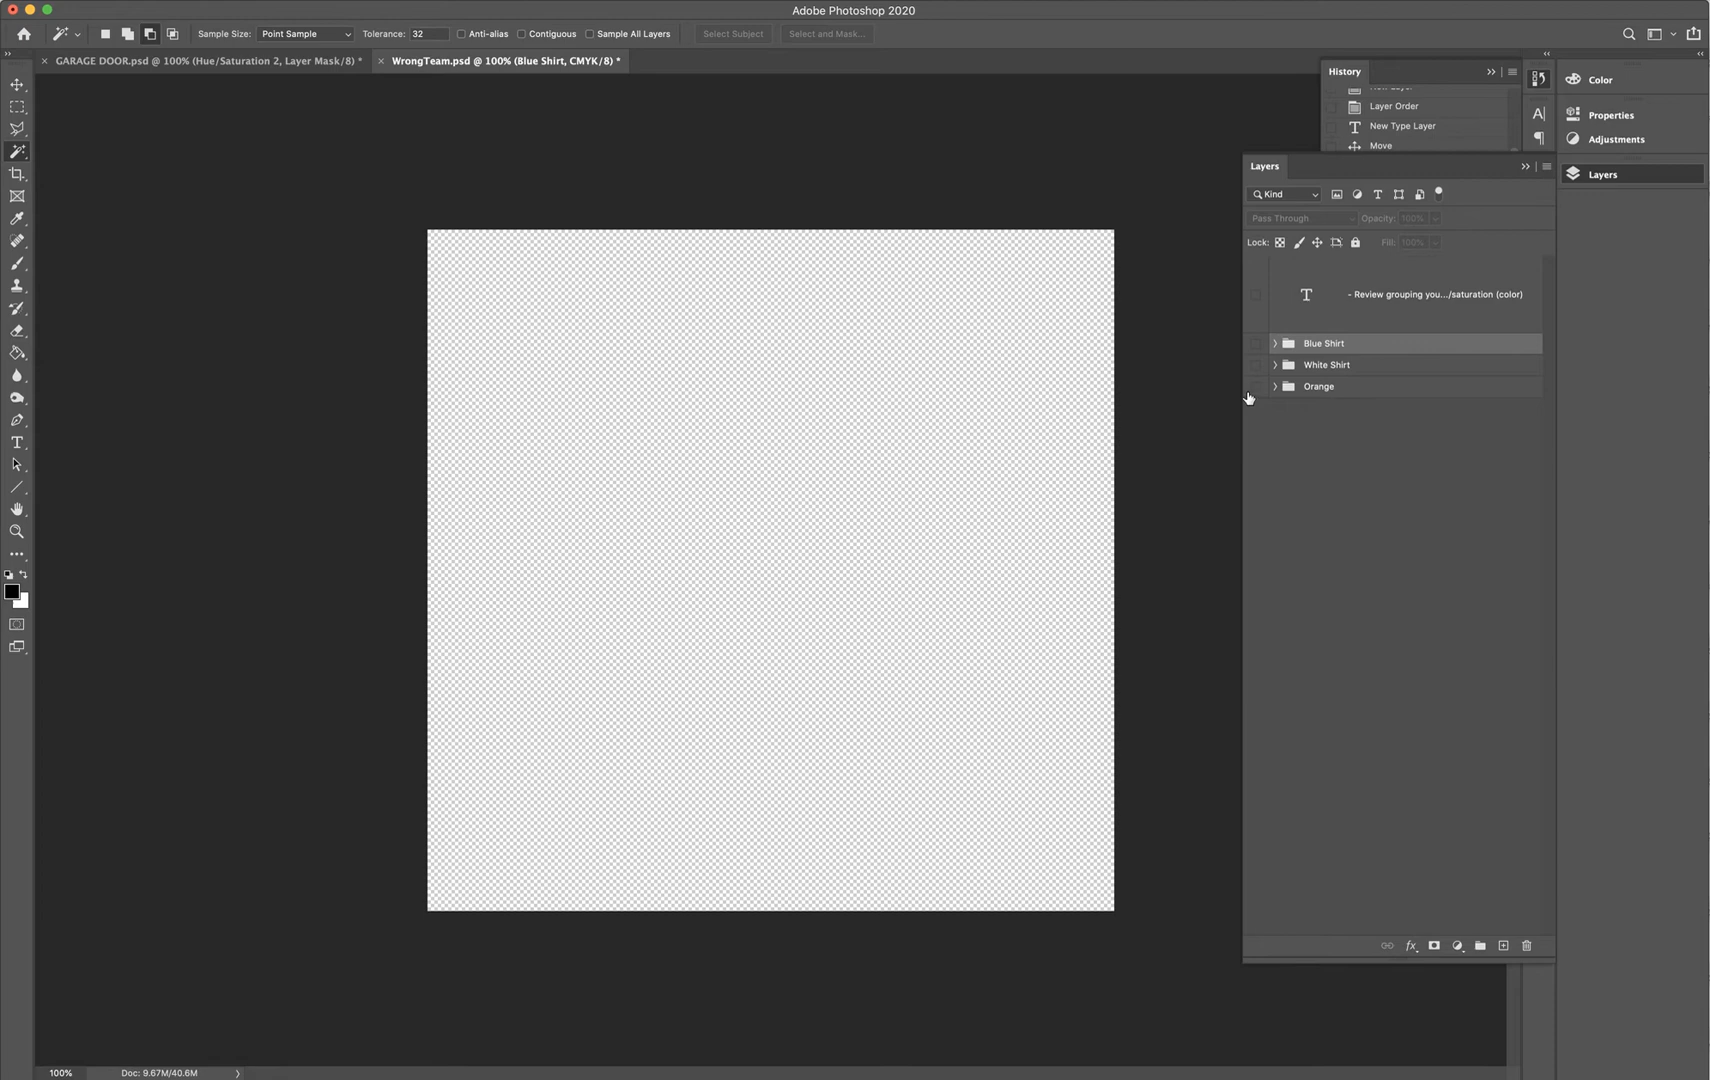 Adobe Photoshop 2020
Sample Size: Point Sample Tolerance: 32 Anti-alias Contiguous Sample All Layers Select Subject Select and Mask...
GARAGE DOOR.psd @ 100% (Hue/Saturation 2, Layer Mask/8) *
WrongTeam.psd @ 100% (Blue Shirt, CMYK/8) *
History
Layer Order
New Type Layer
Move
Color
Properties
Adjustments
Layers
Layers
Kind
Pass Through Opacity: 100%
Lock: Fill: 100%
- Review grouping you.../saturation (color)
Blue Shirt
White Shirt
Orange
fx
100% Doc: 9.67M/40.6M